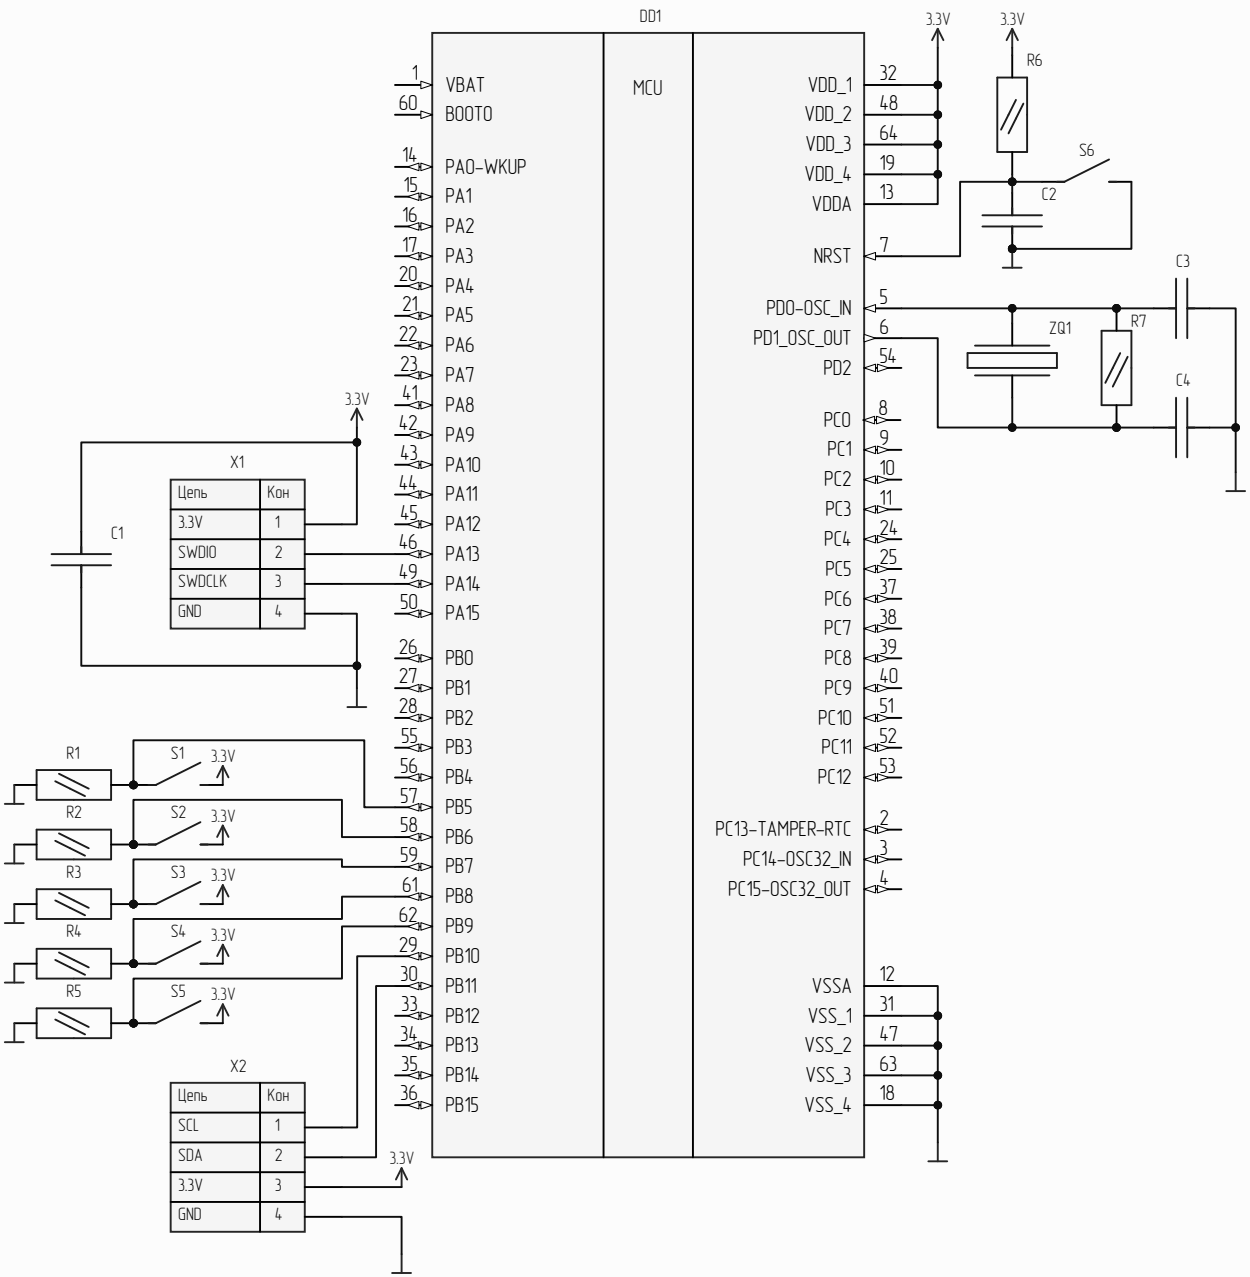 DD1
MCU
1 VBAT
60 BOOT0
14 PA0-WKUP
15 PA1
16 PA2
17 PA3
20 PA4
21 PA5
22 PA6
23 PA7
41 PA8
42 PA9
43 PA10
44 PA11
45 PA12
46 PA13
49 PA14
50 PA15
26 PB0
27 PB1
28 PB2
55 PB3
56 PB4
57 PB5
58 PB6
59 PB7
61 PB8
62 PB9
29 PB10
30 PB11
33 PB12
34 PB13
35 PB14
36 PB15
VDD_1 32
VDD_2 48
VDD_3 64
VDD_4 19
VDDA 13
NRST 7
PD0-OSC_IN 5
PD1_OSC_OUT 6
PD2 54
PC0 8
PC1 9
PC2 10
PC3 11
PC4 24
PC5 25
PC6 37
PC7 38
PC8 39
PC9 40
PC10 51
PC11 52
PC12 53
PC13-TAMPER-RTC 2
PC14-OSC32_IN 3
PC15-OSC32_OUT 4
VSSA 12
VSS_1 31
VSS_2 47
VSS_3 63
VSS_4 18
3.3V
3.3V
R6
S6
C2
C3
ZQ1
R7
C4
3.3V
C1
X1
Цепь Кон
3.3V 1
SWDIO 2
SWDCLK 3
GND 4
R1 S1 3.3V
R2 S2 3.3V
R3 S3 3.3V
R4 S4 3.3V
R5 S5 3.3V
X2
Цепь Кон
SCL 1
SDA 2
3.3V 3
GND 4
3.3V